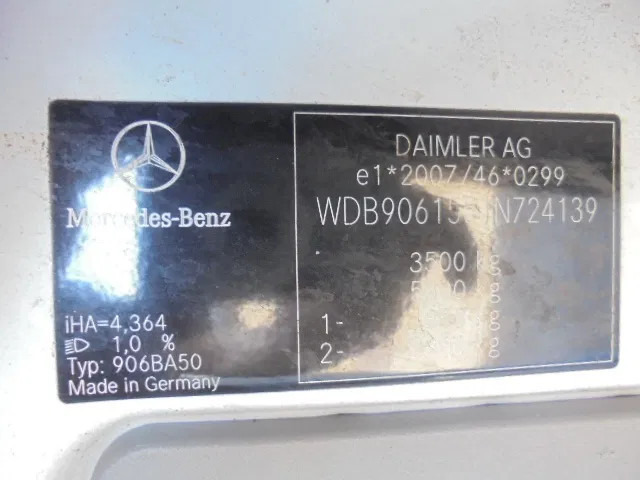 Mercedes-Benz
iHA=4,364
1,0 %
Typ: 906BA50
Made in Germany
DAIMLER AG
e1*2007/46*0299
3500 kg
1-
2-